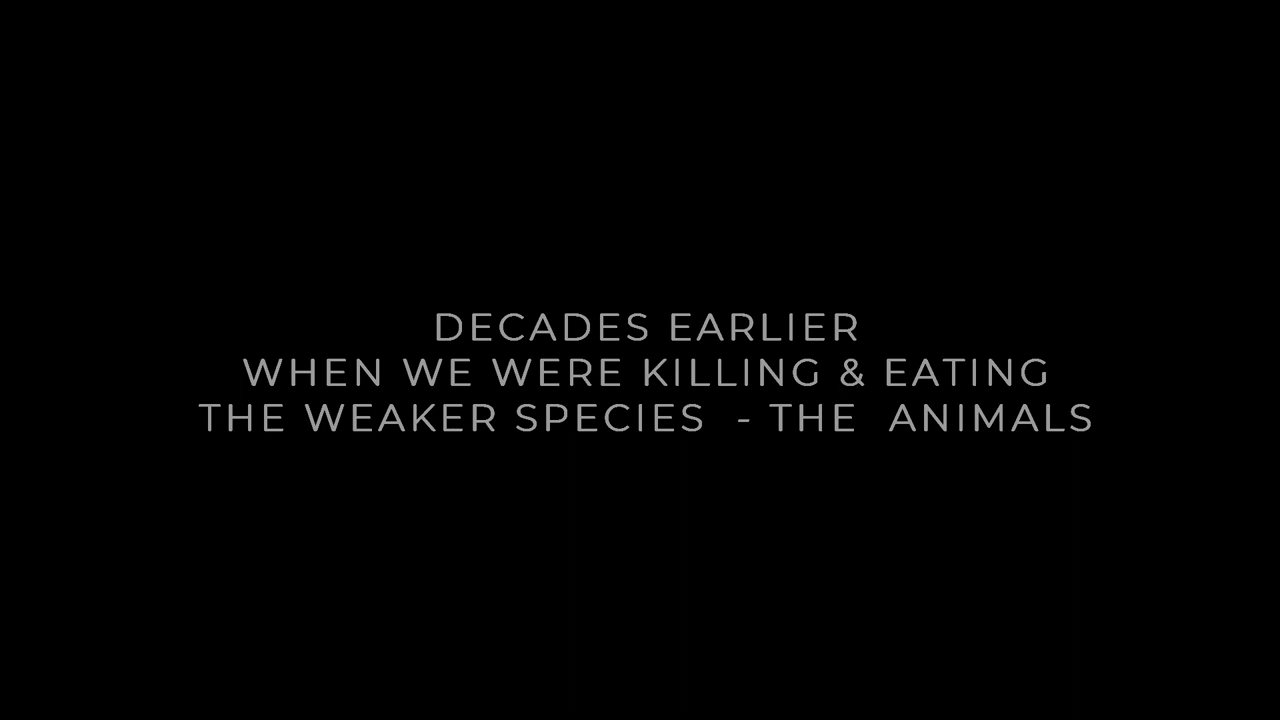 DECADES EARLIER
WHEN WE WERE KILLING & EATING
THE WEAKER SPECIES  - THE  ANIMALS